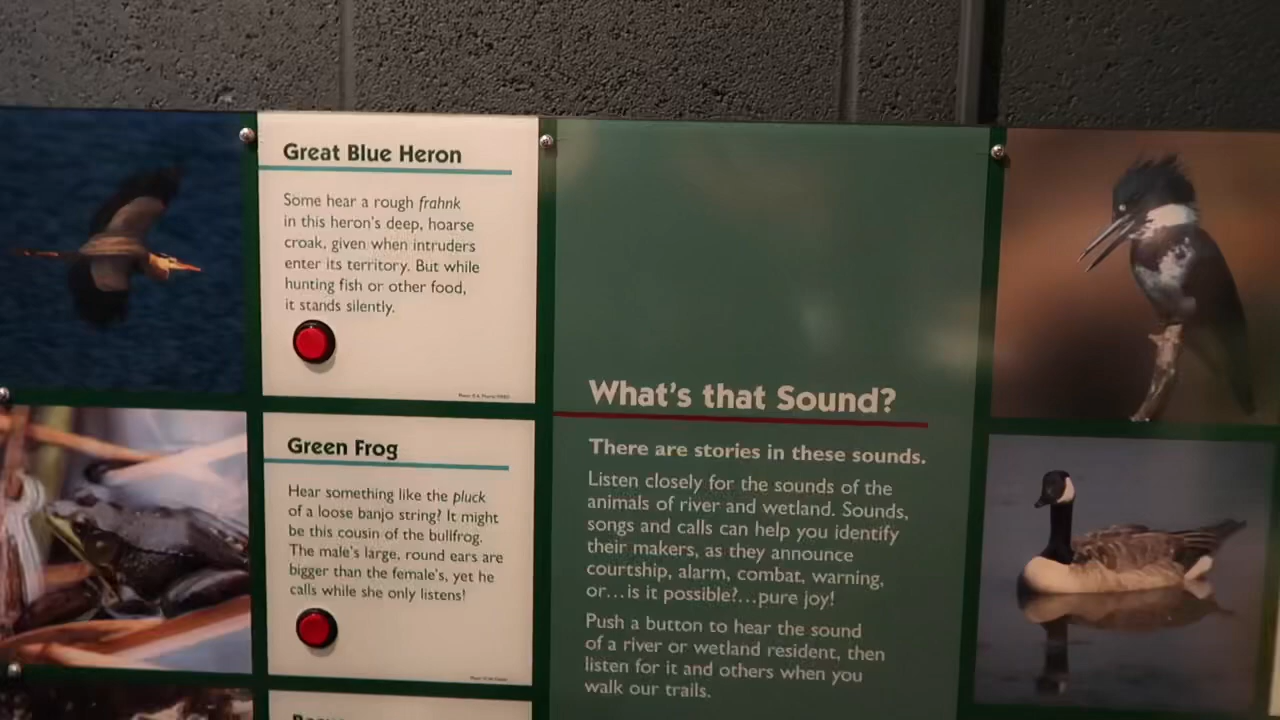 Great Blue Heron
Some hear a rough frahnk
in this heron's deep, hoarse
croak, given when intruders
enter its territory. But while
hunting fish or other food,
it stands silently.
Green Frog
Hear something like the pluck
of a loose banjo string? It might
be this cousin of the bullfrog.
The male's large, round ears are
bigger than the female's, yet he
calls while she only listens!
What's that Sound?
There are stories in these sounds.
Listen closely for the sounds of the
animals of river and wetland. Sounds,
songs and calls can help you identify
their makers, as they announce
courtship, alarm, combat, warning,
or...is it possible?...pure joy!
Push a button to hear the sound
of a river or wetland resident, then
listen for it and others when you
walk our trails.